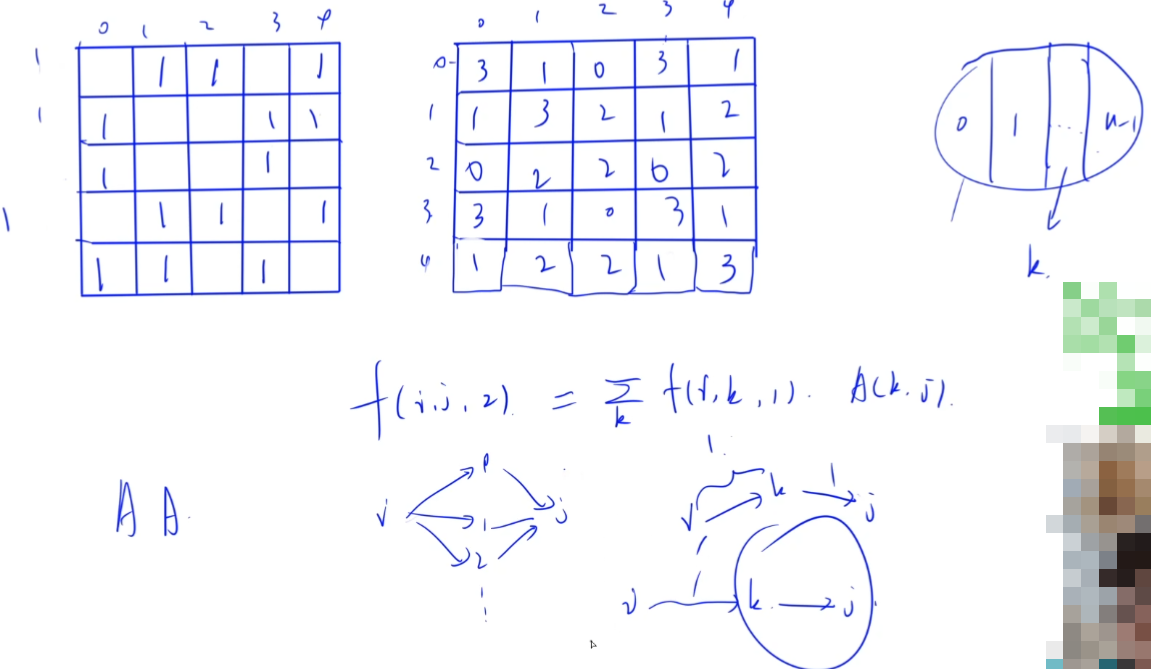 0 1 2 3 4
1 1 1 1
1 1 1 1
1 1
1 1 1 1
1 1 1
0 1 2 3 4
0 3 1 0 3 1
1 1 3 2 1 2
2 0 2 2 0 2
3 3 1 0 3 1
4 1 2 2 1 3
0 1 ... n-1
k.
f(i,j,2) = Σ f(i,k,1). A(k,j).
k
A A.
i 0 1 2 j
1.
i k 1 j
i k j